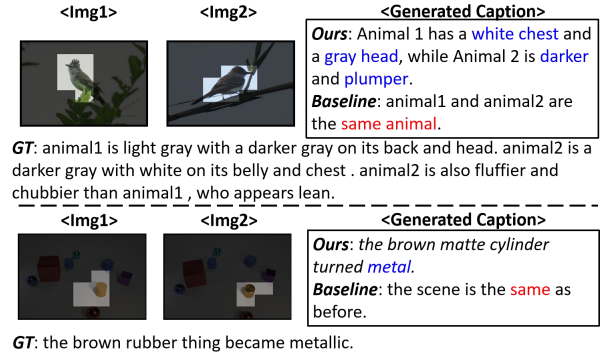 <Img1> <Img2> <Generated Caption>
Ours: Animal 1 has a white chest and
a gray head, while Animal 2 is darker
and plumper.
Baseline: animal1 and animal2 are
the same animal.
GT: animal1 is light gray with a darker gray on its back and head. animal2 is a
darker gray with white on its belly and chest . animal2 is also fluffier and
chubbier than animal1 , who appears lean.
<Img1> <Img2> <Generated Caption>
Ours: the brown matte cylinder
turned metal.
Baseline: the scene is the same as
before.
GT: the brown rubber thing became metallic.